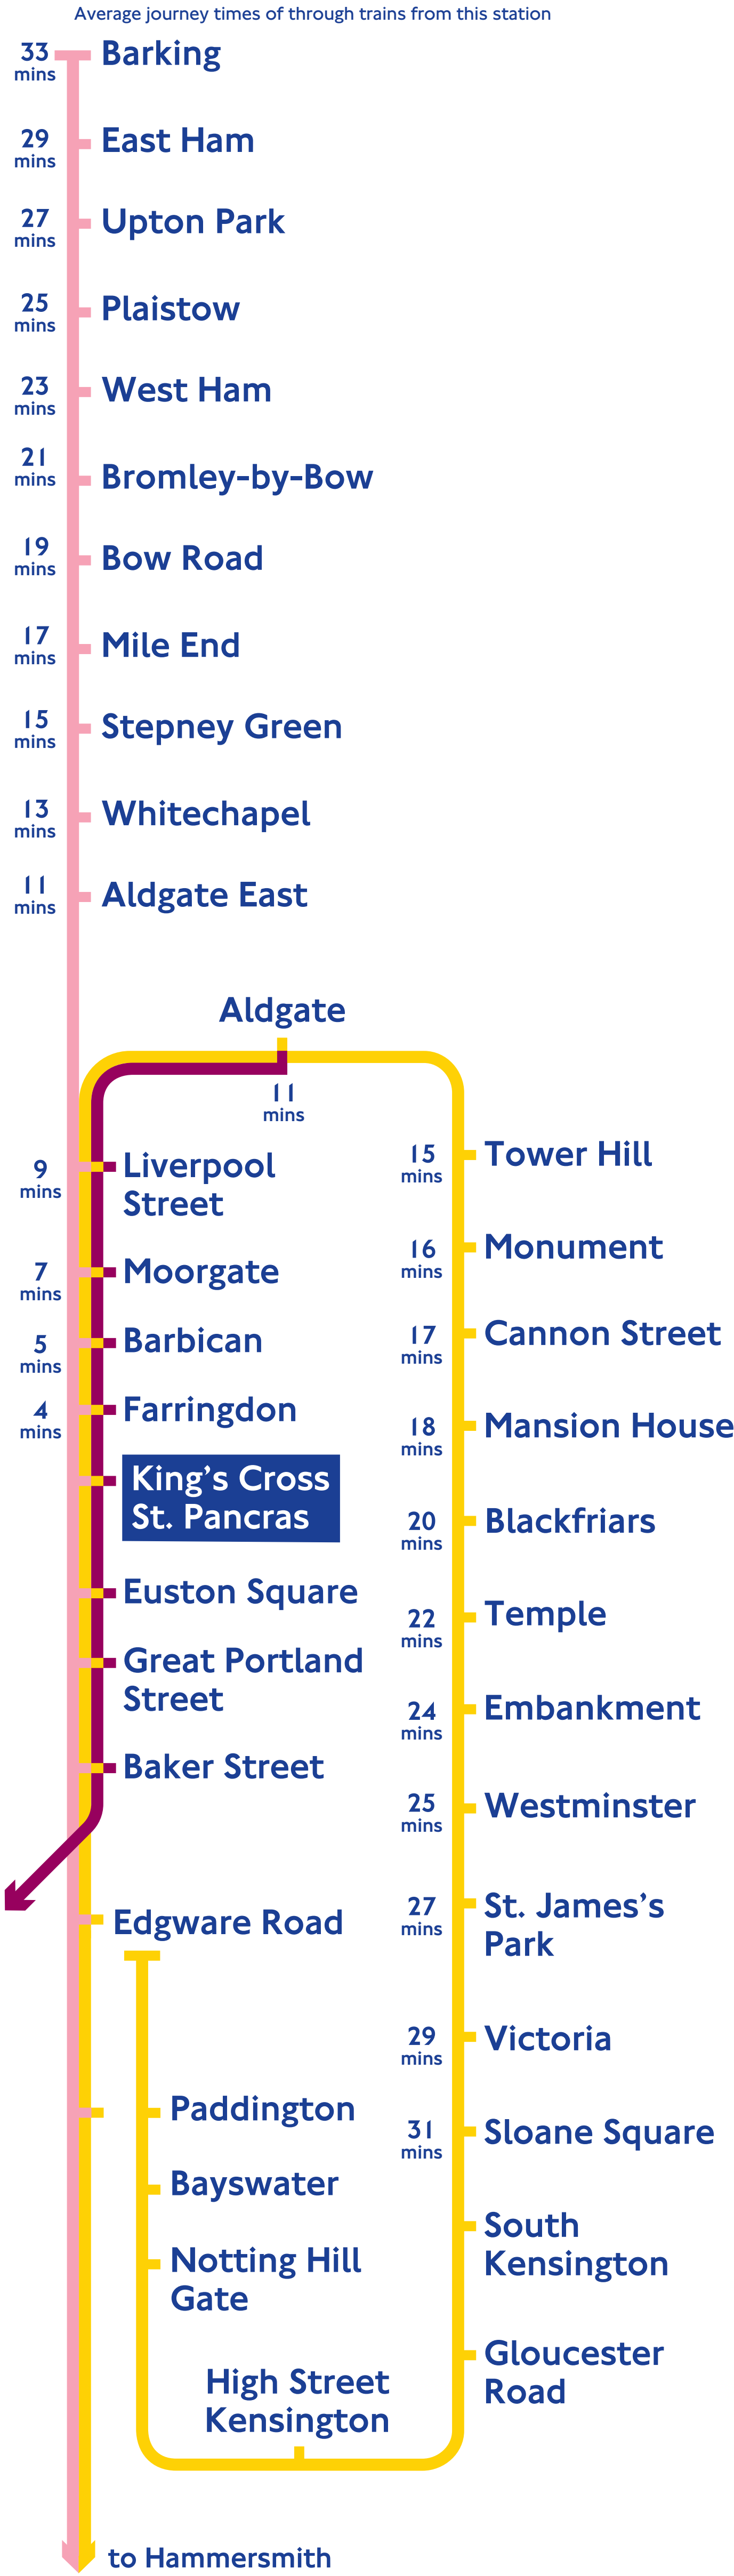 Average journey times of through trains from this station
33
mins
Barking
29
mins
East Ham
27
mins
Upton Park
25
mins
Plaistow
23
mins
West Ham
21
mins
Bromley-by-Bow
19
mins
Bow Road
17
mins
Mile End
15
mins
Stepney Green
13
mins
Whitechapel
11
mins
Aldgate East
Aldgate
11
mins
9
mins
Liverpool
Street
7
mins
Moorgate
5
mins
Barbican
4
mins
Farringdon
King's Cross
St. Pancras
Euston Square
Great Portland
Street
Baker Street
Edgware Road
Paddington
Bayswater
Notting Hill
Gate
High Street
Kensington
15
mins
Tower Hill
16
mins
Monument
17
mins
Cannon Street
18
mins
Mansion House
20
mins
Blackfriars
22
mins
Temple
24
mins
Embankment
25
mins
Westminster
27
mins
St. James's
Park
29
mins
Victoria
31
mins
Sloane Square
South
Kensington
Gloucester
Road
to Hammersmith